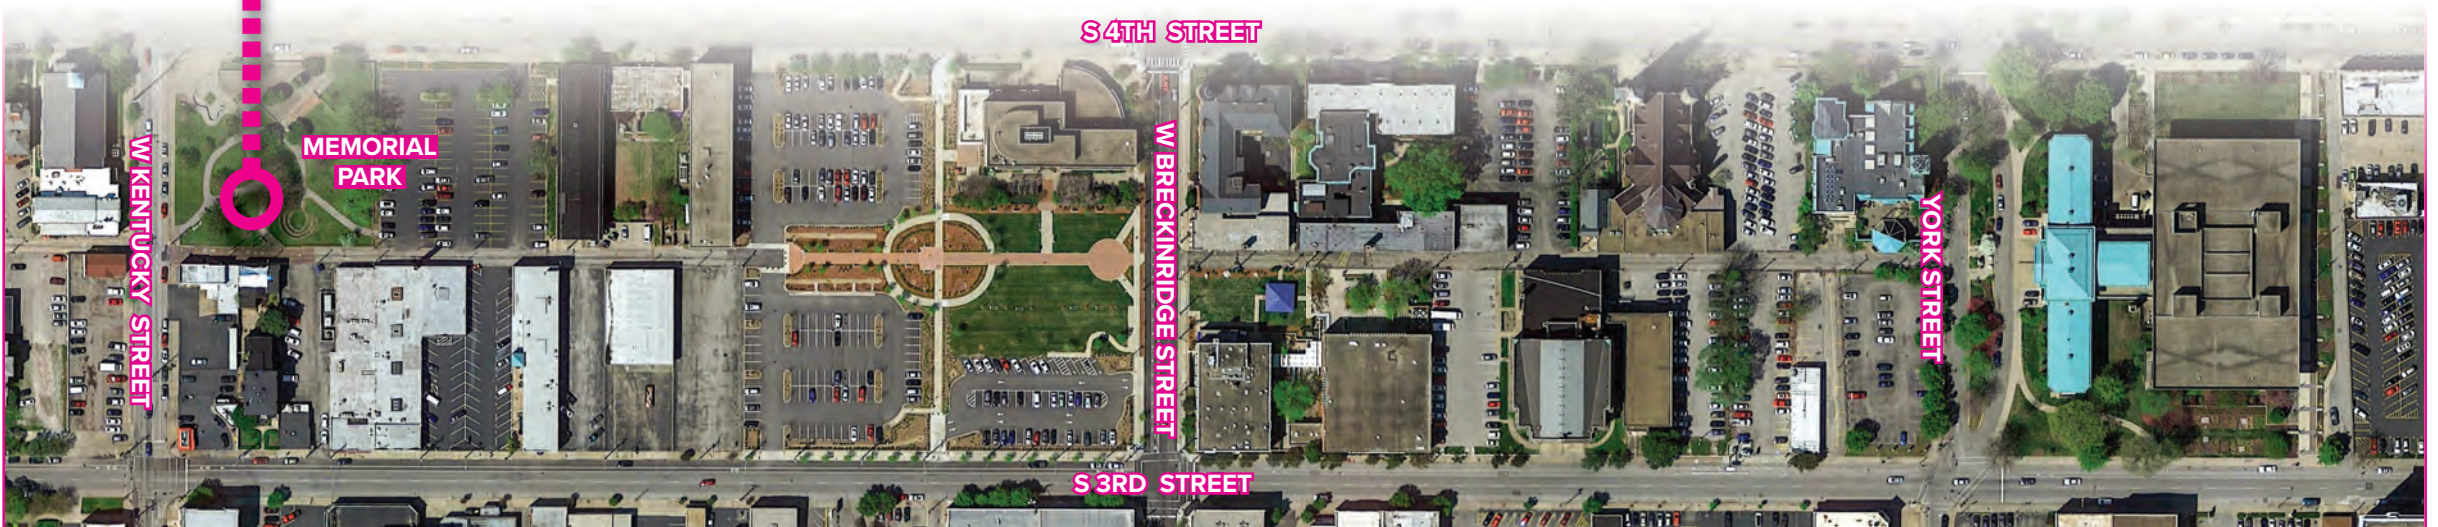 S 4TH STREET
MEMORIAL
PARK
W KENTUCKY STREET
W BRECKINRIDGE STREET
YORK STREET
S 3RD STREET